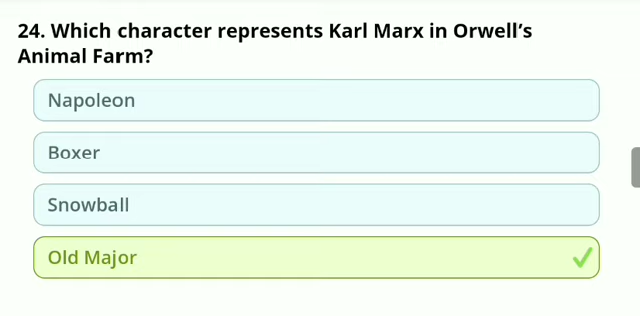 24. Which character represents Karl Marx in Orwell’s
Animal Farm?
Napoleon
Boxer
Snowball
Old Major